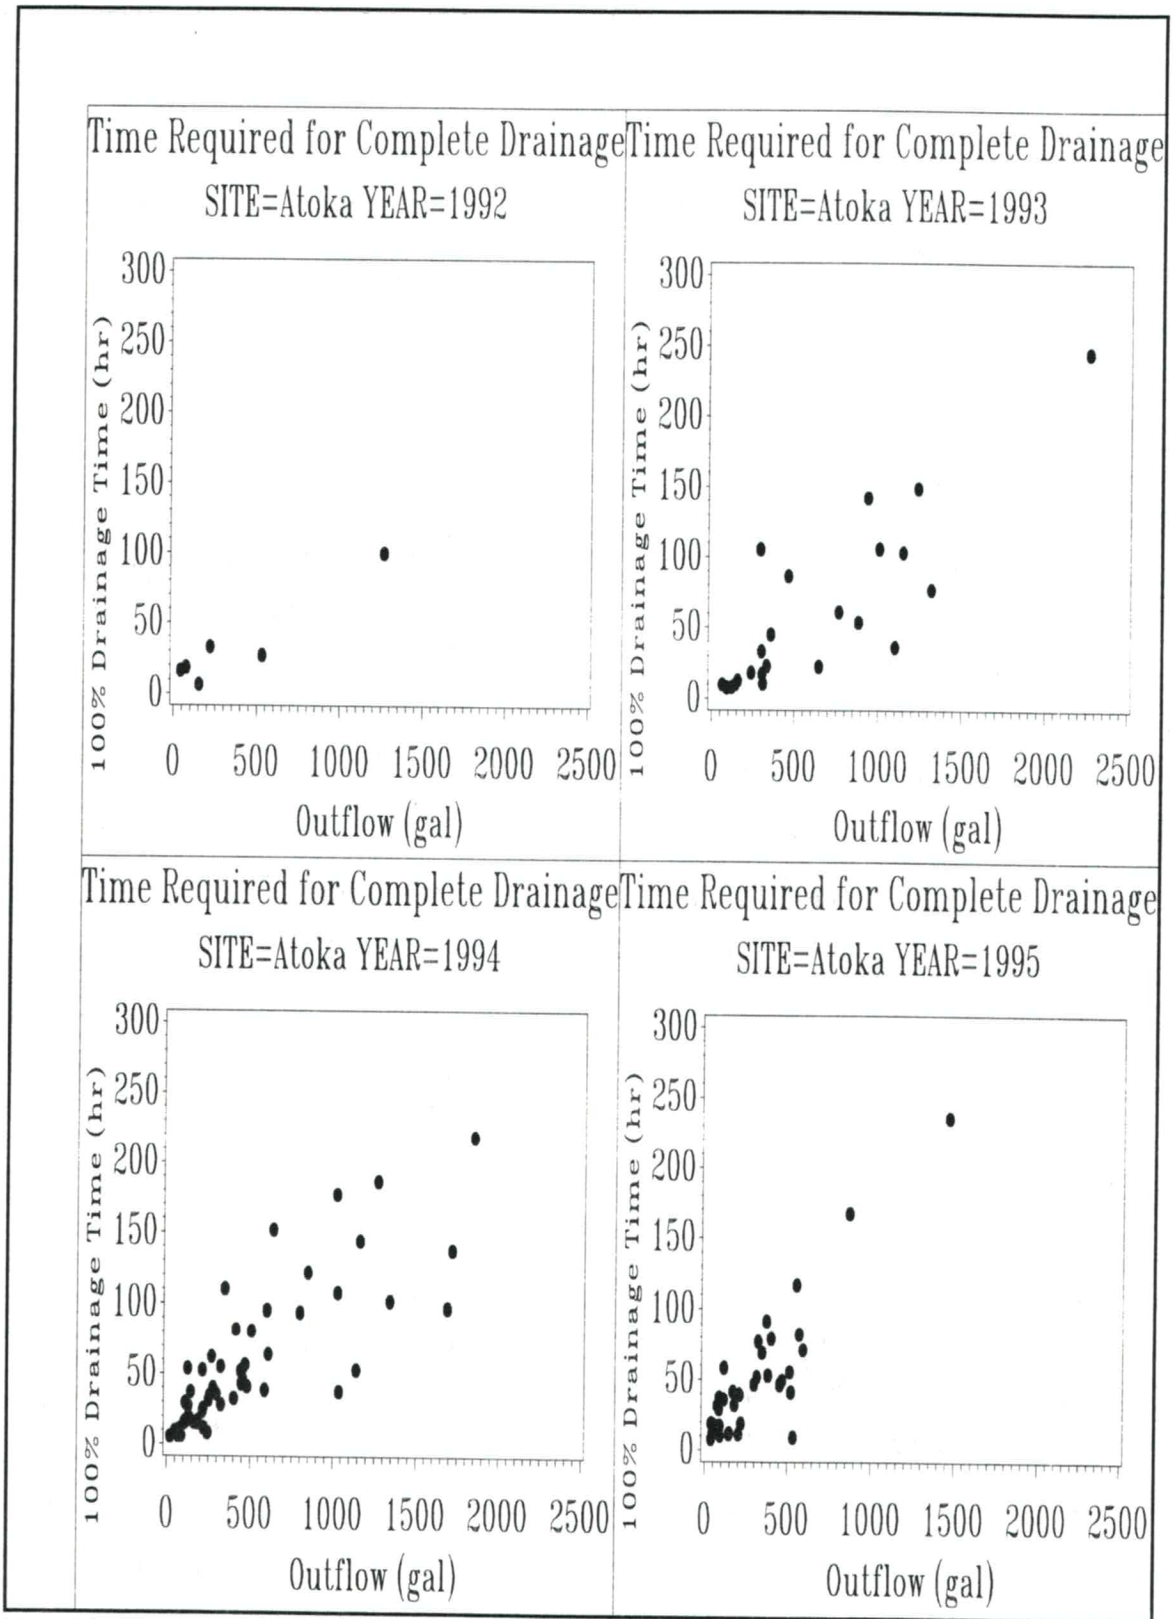 Time Required for Complete Drainage
SITE=Atoka YEAR=1992
300
250
200
150
100
50
0
100% Drainage Time (hr)
0 500 1000 1500 2000 2500
Outflow (gal)
Time Required for Complete Drainage
SITE=Atoka YEAR=1993
300
250
200
150
100
50
0
100% Drainage Time (hr)
0 500 1000 1500 2000 2500
Outflow (gal)
Time Required for Complete Drainage
SITE=Atoka YEAR=1994
300
250
200
150
100
50
0
100% Drainage Time (hr)
0 500 1000 1500 2000 2500
Outflow (gal)
Time Required for Complete Drainage
SITE=Atoka YEAR=1995
300
250
200
150
100
50
0
100% Drainage Time (hr)
0 500 1000 1500 2000 2500
Outflow (gal)